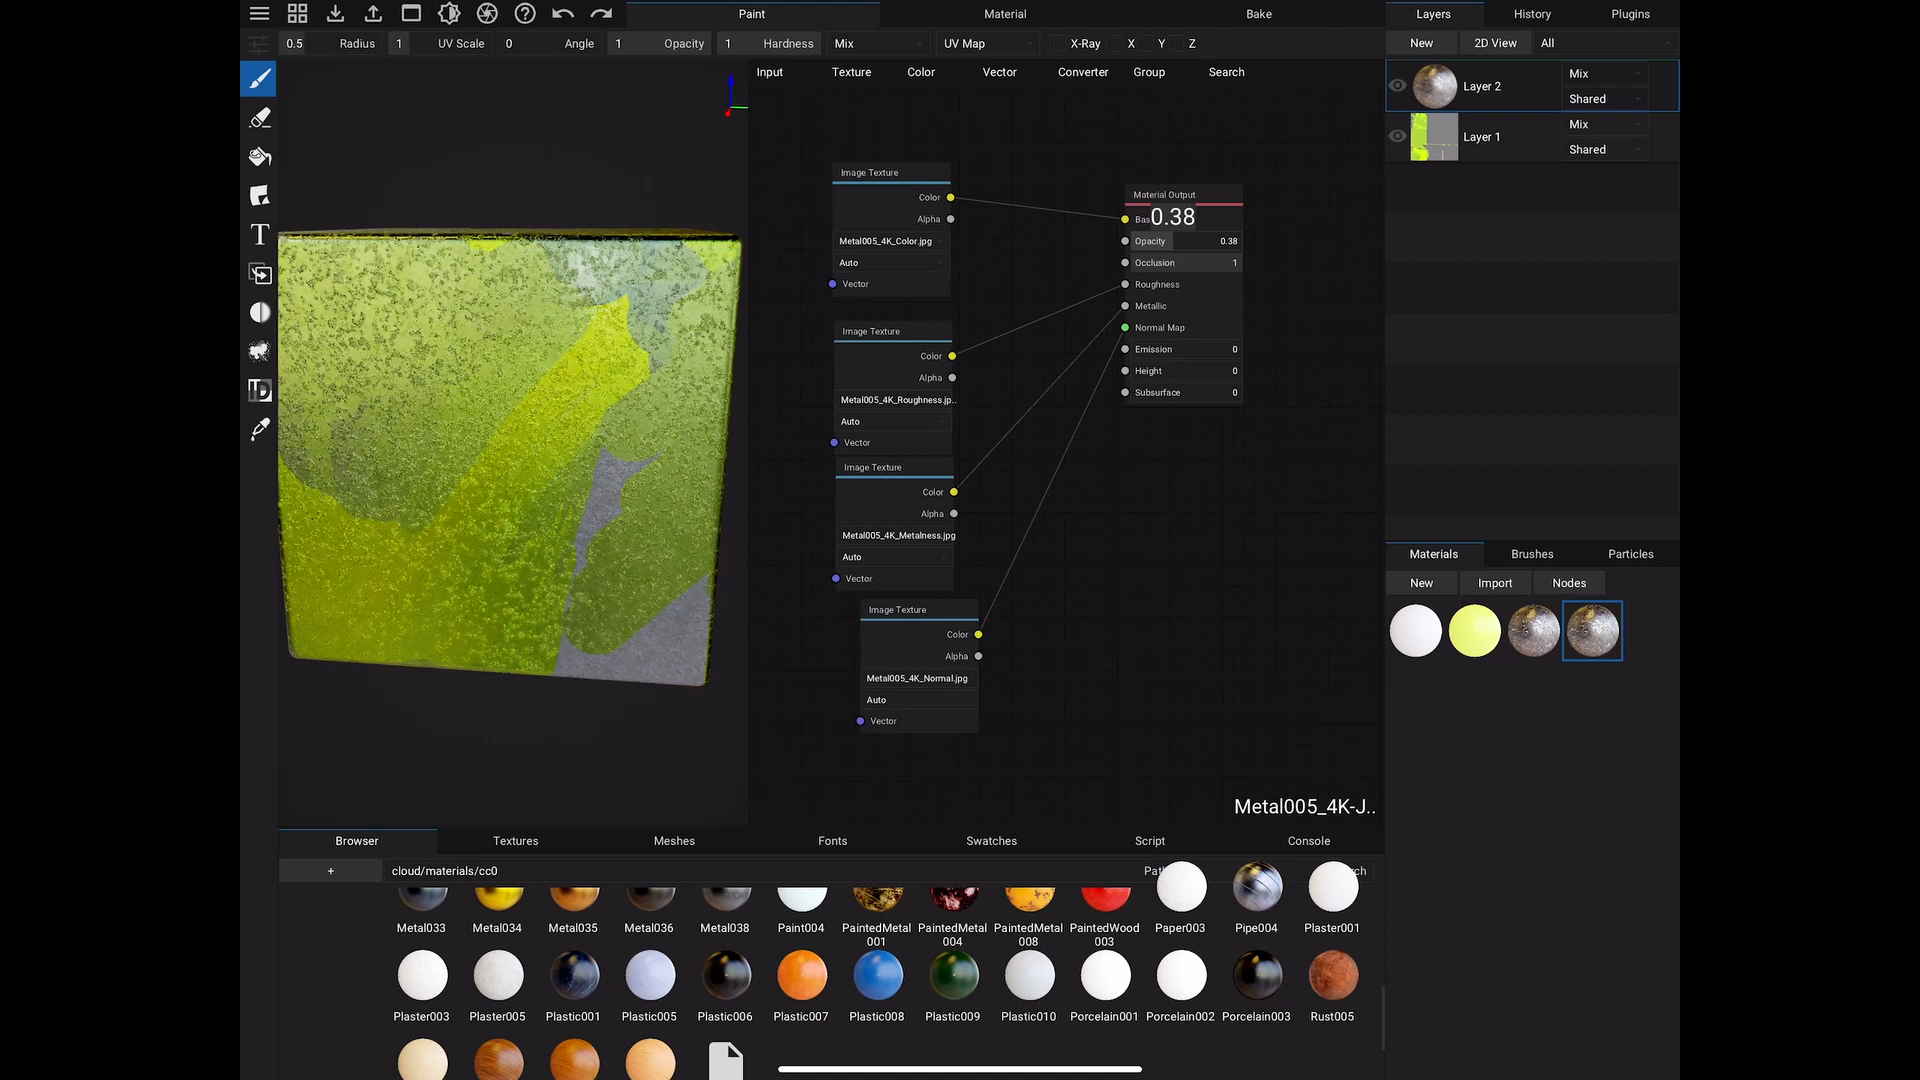 Paint
Material
Bake
Layers
History
Plugins
0.5 Radius
1 UV Scale
0 Angle
1 Opacity
1 Hardness
Mix
UV Map
X-Ray
X
Y
Z
New
2D View
All
Input
Texture
Color
Vector
Converter
Group
Search
Layer 2
Mix
Shared
Layer 1
Mix
Shared
Image Texture
Color
Alpha
Metal005_4K_Color.jpg
Auto
Vector
Image Texture
Color
Alpha
Metal005_4K_Roughness.jp..
Auto
Vector
Image Texture
Color
Alpha
Metal005_4K_Metalness.jpg
Auto
Vector
Image Texture
Color
Alpha
Metal005_4K_Normal.jpg
Auto
Vector
Material Output
Bas
0.38
Opacity 0.38
Occlusion 1
Roughness
Metallic
Normal Map
Emission 0
Height 0
Subsurface 0
Metal005_4K-J..
Materials
Brushes
Particles
New
Import
Nodes
Browser
Textures
Meshes
Fonts
Swatches
Script
Console
+
cloud/materials/cc0
Pat
rch
Metal033
Metal034
Metal035
Metal036
Metal038
Paint004
PaintedMetal
001
PaintedMetal
004
PaintedMetal
008
PaintedWood
003
Paper003
Pipe004
Plaster001
Plaster003
Plaster005
Plastic001
Plastic005
Plastic006
Plastic007
Plastic008
Plastic009
Plastic010
Porcelain001
Porcelain002
Porcelain003
Rust005